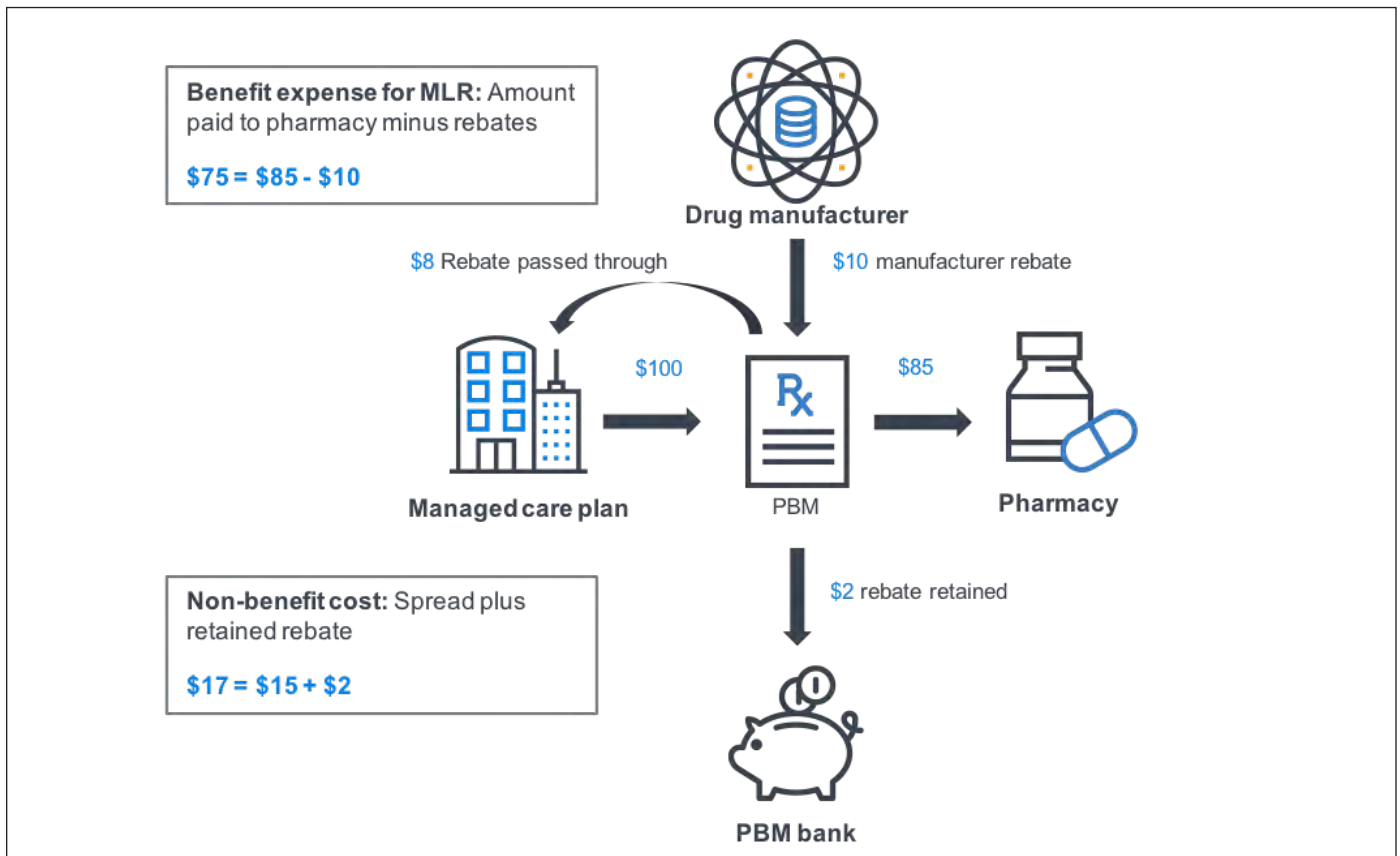 Benefit expense for MLR: Amount
paid to pharmacy minus rebates
$75 = $85 - $10
Drug manufacturer
$8 Rebate passed through
$10 manufacturer rebate
$100
Rx
$85
Managed care plan
PBM
Pharmacy
Non-benefit cost: Spread plus
retained rebate
$17 = $15 + $2
$2 rebate retained
PBM bank